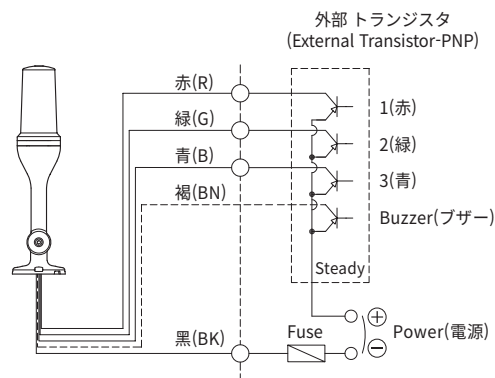 外部 トランジスタ
(External Transistor-PNP)
赤(R)
1(赤)
緑(G)
2(緑)
青(B)
3(青)
褐(BN)
Buzzer(ブザー)
Steady
黒(BK)
Fuse
Power(電源)